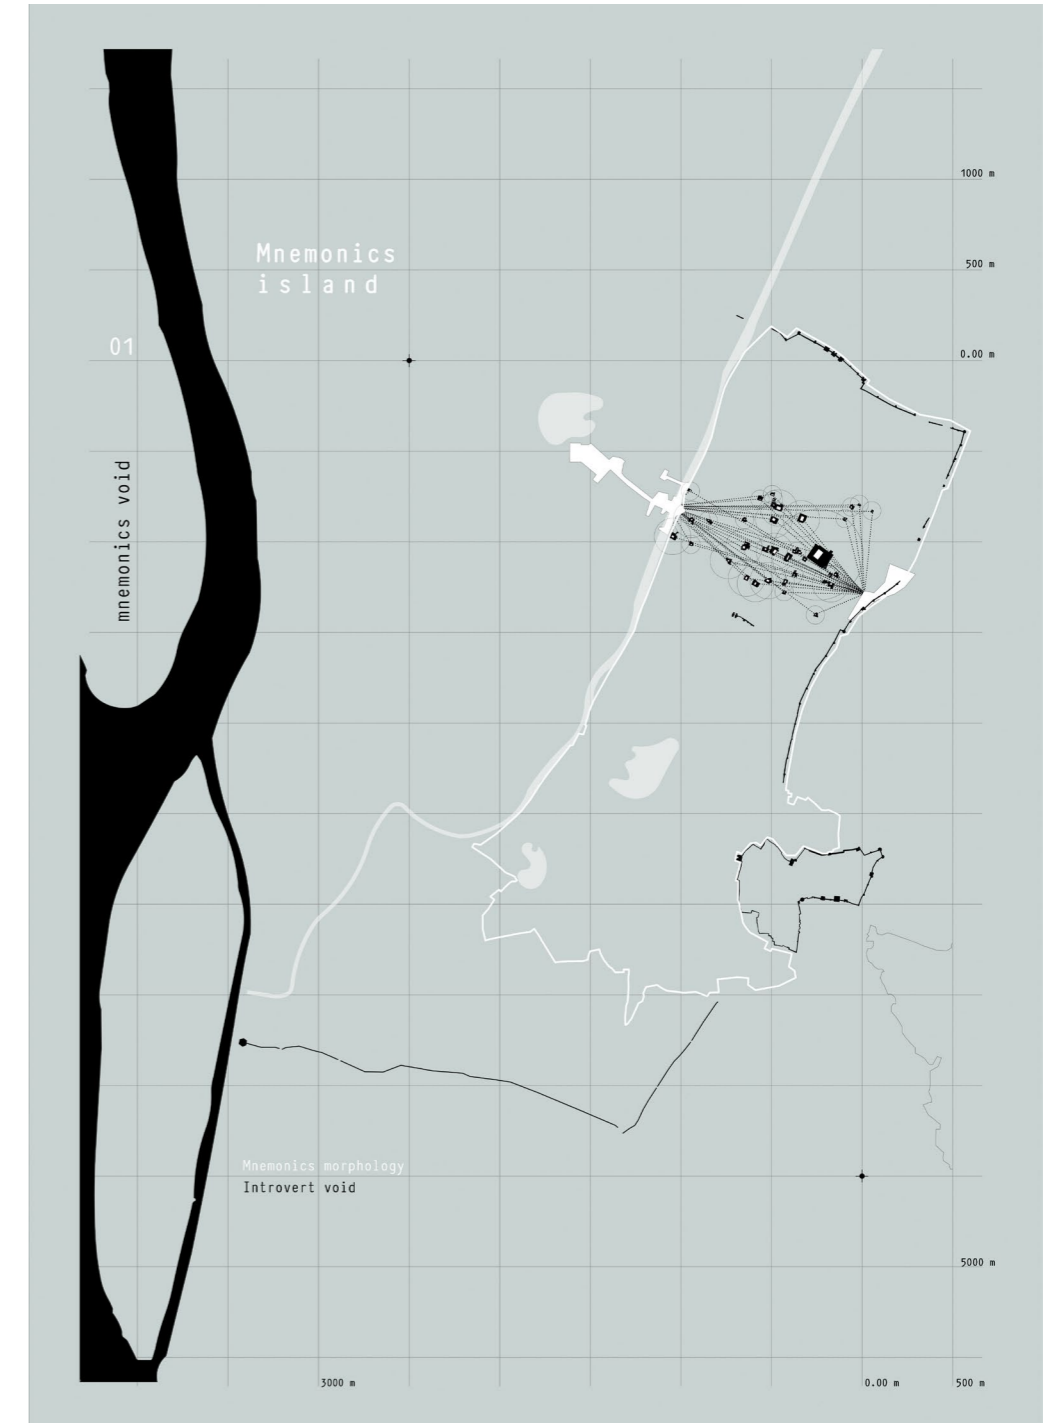 1000 m
Mnemonics
island
500 m
01
0.00 m
mnemonics void
Mnemonics morphology
Introvert void
5000 m
3000 m
0.00 m
500 m